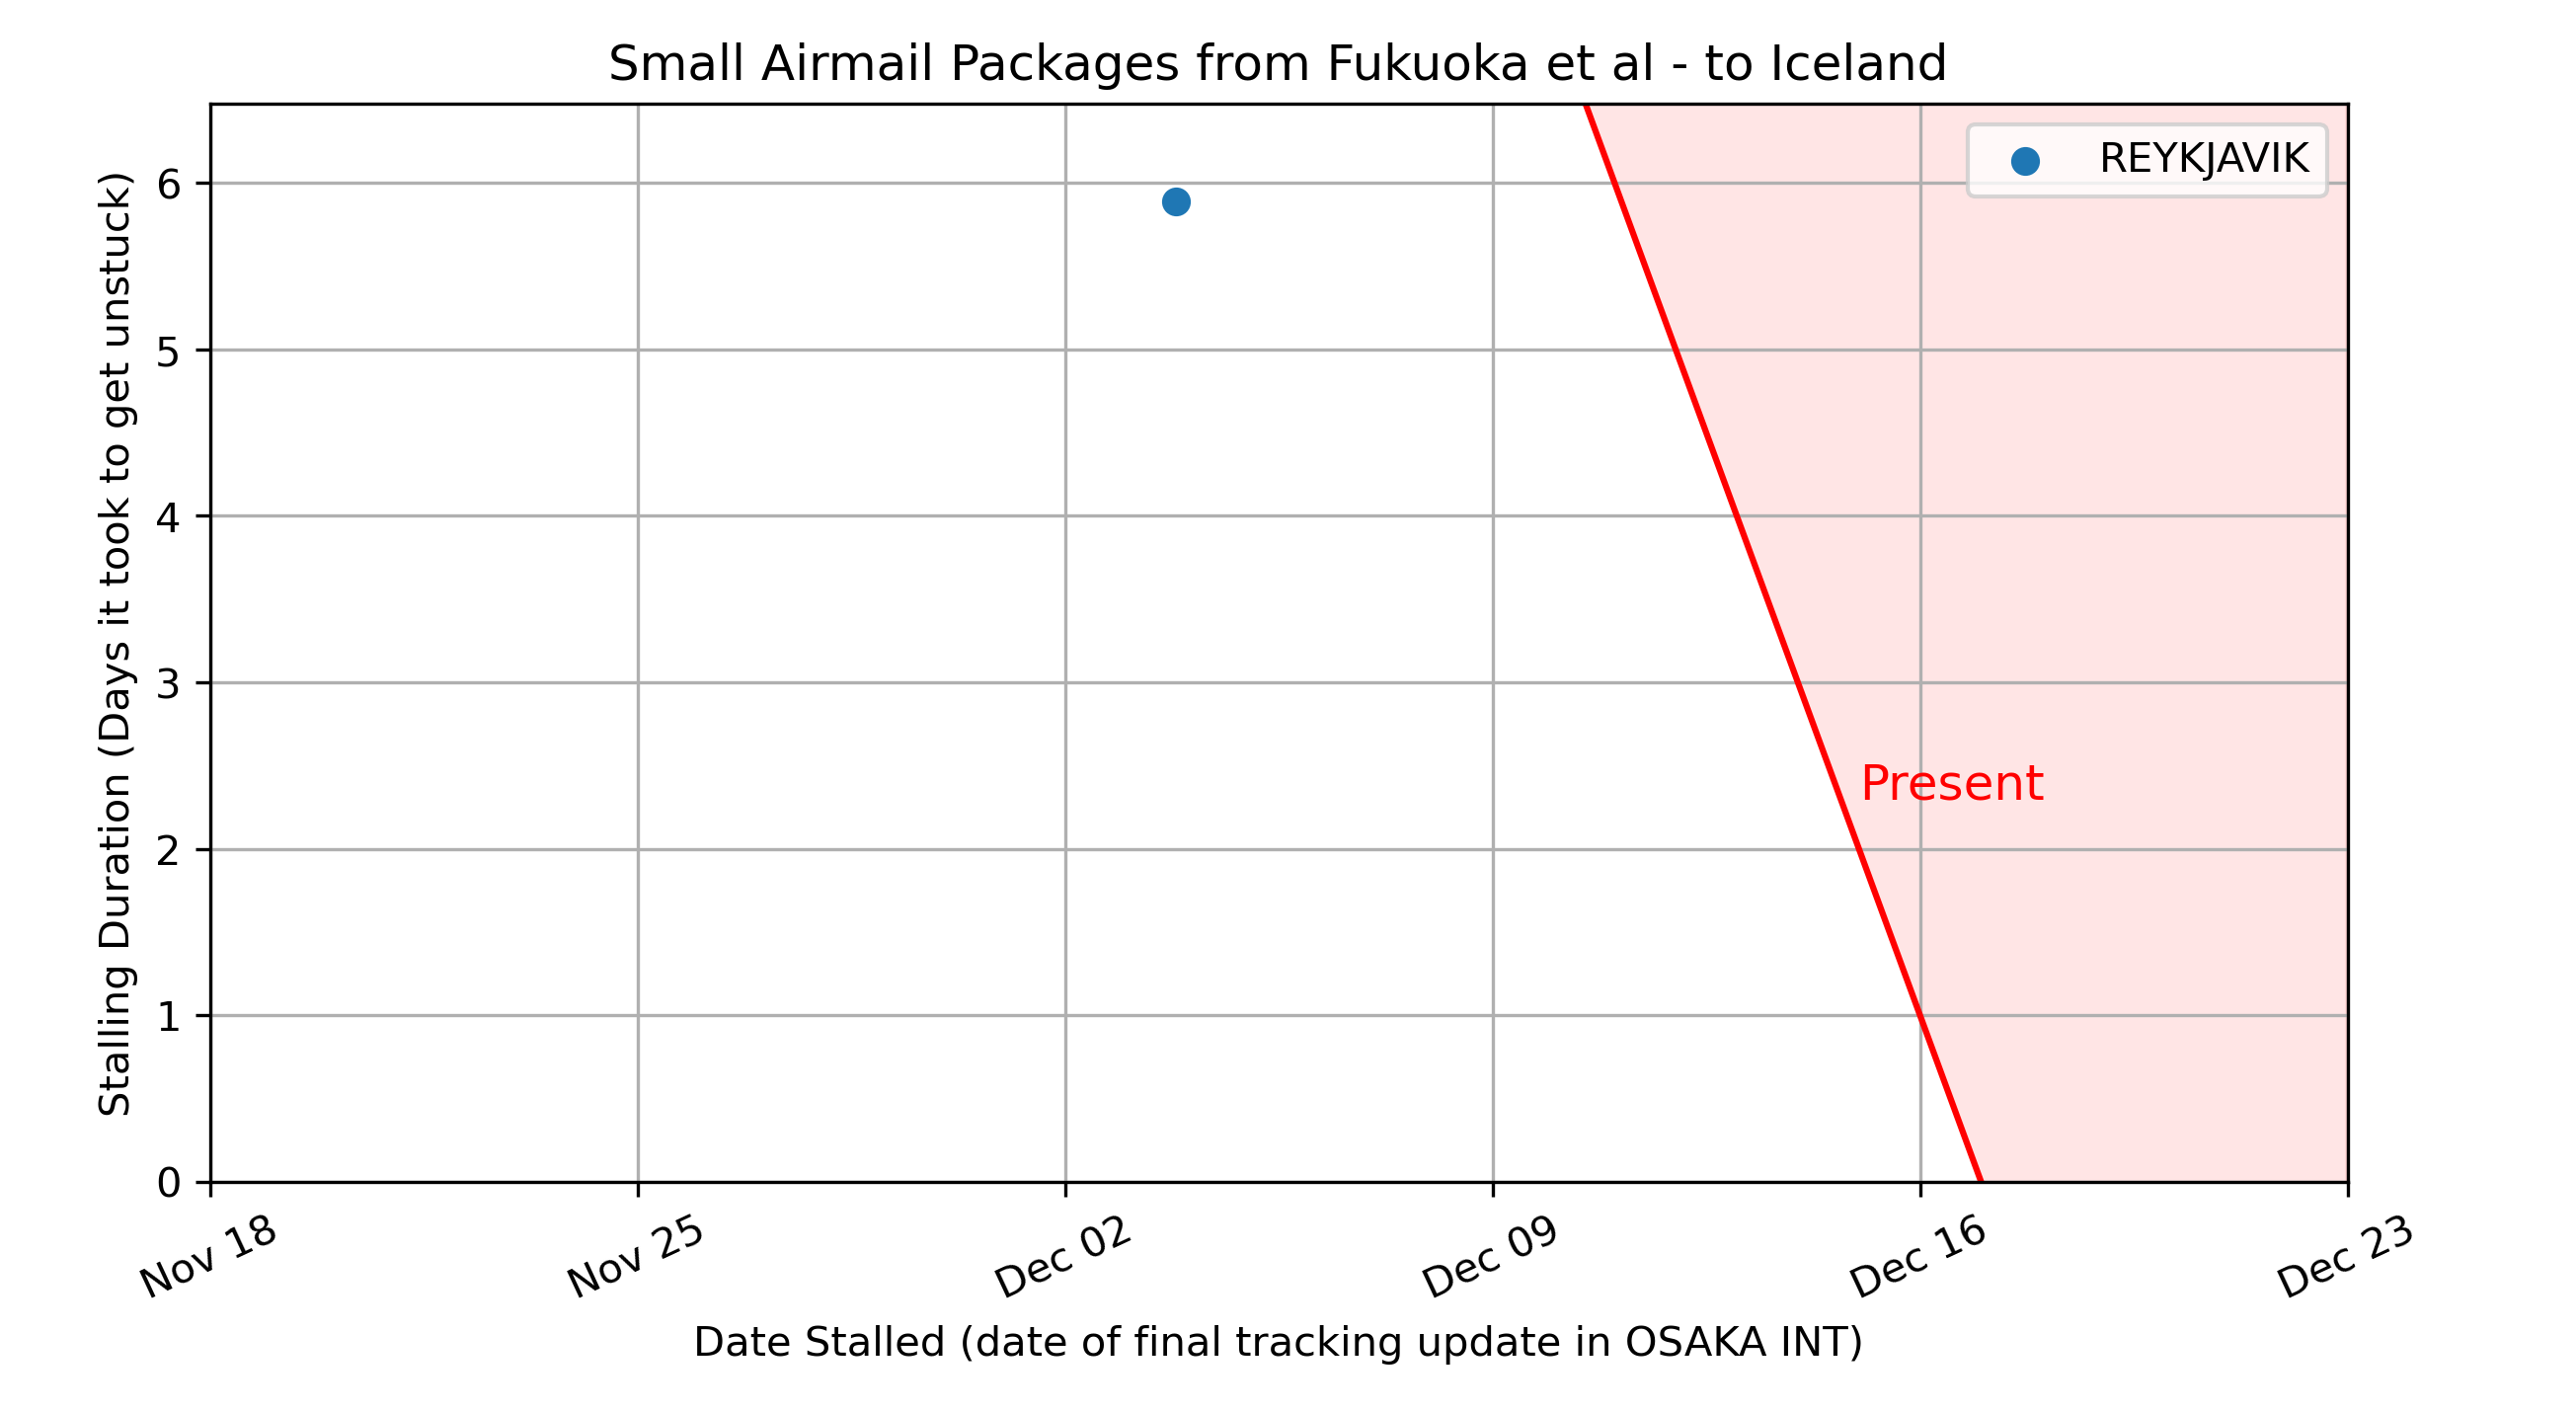 Small Airmail Packages from Fukuoka et al - to Iceland
REYKJAVIK
Stalling Duration (Days it took to get unstuck)
6
5
4
3
2
1
0
Present
Nov 18
Nov 25
Dec 02
Dec 09
Dec 16
Dec 23
Date Stalled (date of final tracking update in OSAKA INT)